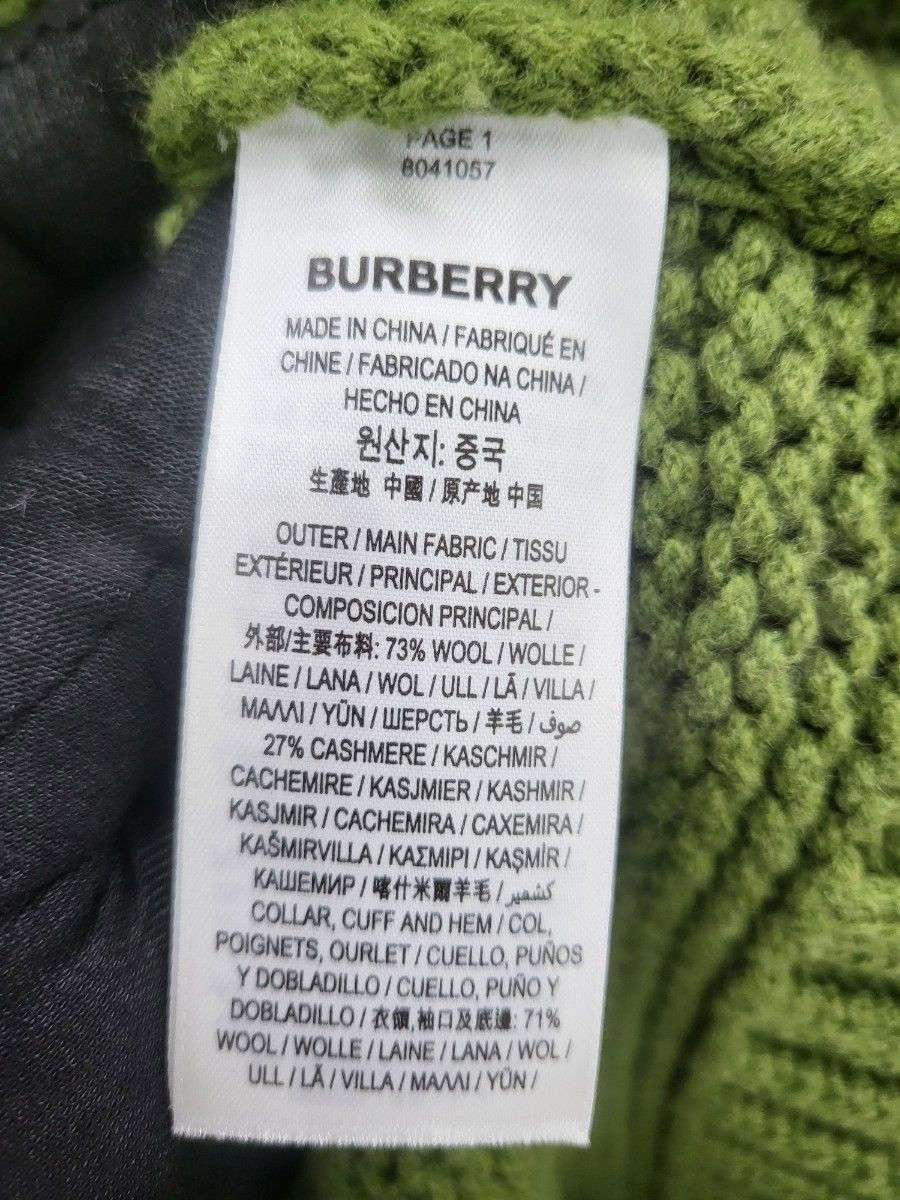 PAGE 1
8041057
BURBERRY
MADE IN CHINA / FABRIQUÉ EN
CHINE / FABRICADO NA CHINA /
HECHO EN CHINA
원산지: 중국
生產地 中國 / 原产地 中国
OUTER / MAIN FABRIC / TISSU
EXTÉRIEUR / PRINCIPAL / EXTERIOR -
COMPOSICION PRINCIPAL /
外部/主要布料: 73% WOOL / WOLLE /
LAINE / LANA / WOL / ULL / LÃ / VILLA /
ΜΑΛΛΙ / YÜN / ШЕРСТЬ / 羊毛 / صوف
27% CASHMERE / KASCHMIR /
CACHEMIRE / KASJMIER / KASHMIR /
KASJMIR / CACHEMIRA / CAXEMIRA /
KAŠMIRVILLA / ΚΑΣΜΙΡΙ / KAŞMİR /
КАШЕМИР / 喀什米爾羊毛 / كشمير
COLLAR, CUFF AND HEM / COL,
POIGNETS, OURLET / CUELLO, PUÑOS
Y DOBLADILLO / CUELLO, PUÑO Y
DOBLADILLO / 衣領,袖口及底邊: 71%
WOOL / WOLLE / LAINE / LANA / WOL /
ULL / LÃ / VILLA / ΜΑΛΛΙ / YÜN /